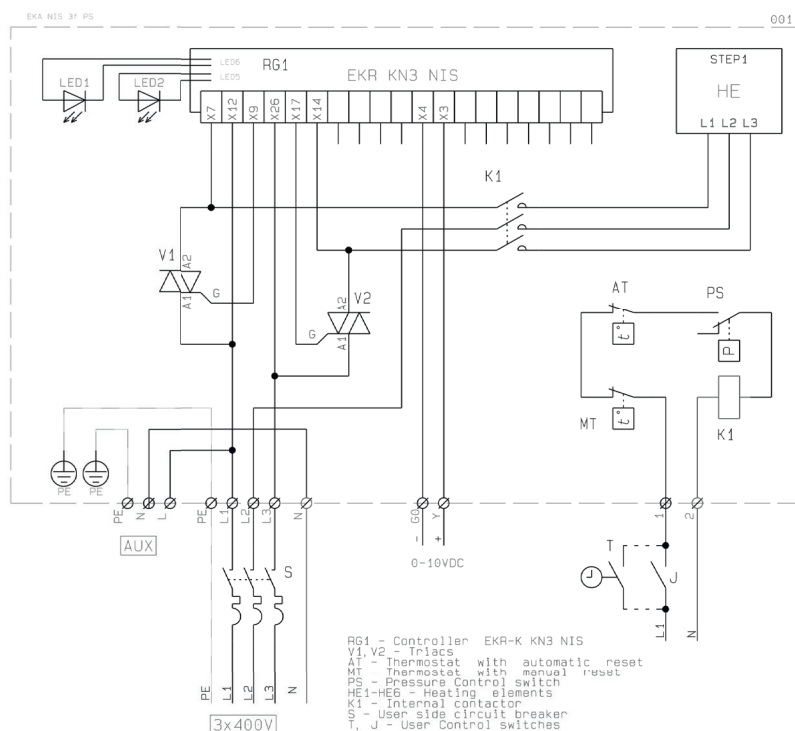 EKA NIS 3f PS
001
LED6
LED5
RG1
EKR KN3 NIS
STEP1
HE
L1 L2 L3
LED1
LED2
X7 X12 X9 X26 X17 X14 X4 X3
K1
V1
A2
A1
G
V2
A2
A1
G
AT
t°
PS
P
MT
t°
K1
PE
PE
PE N L PE L1 L2 L3 N
G0 Y
1 2
AUX
- +
0-10VDC
S
T
J
L1
N
PE L1 L2 L3 N
3x400V
RG1 - Controller EKR-K KN3 NIS
V1,V2 - Triacs
AT - Thermostat with automatic reset
MT - Thermostat with manual reset
PS - Pressure Control switch
HE1-HE6 - Heating elements
K1 - Internal contactor
S - User side circuit breaker
T, J - User Control switches